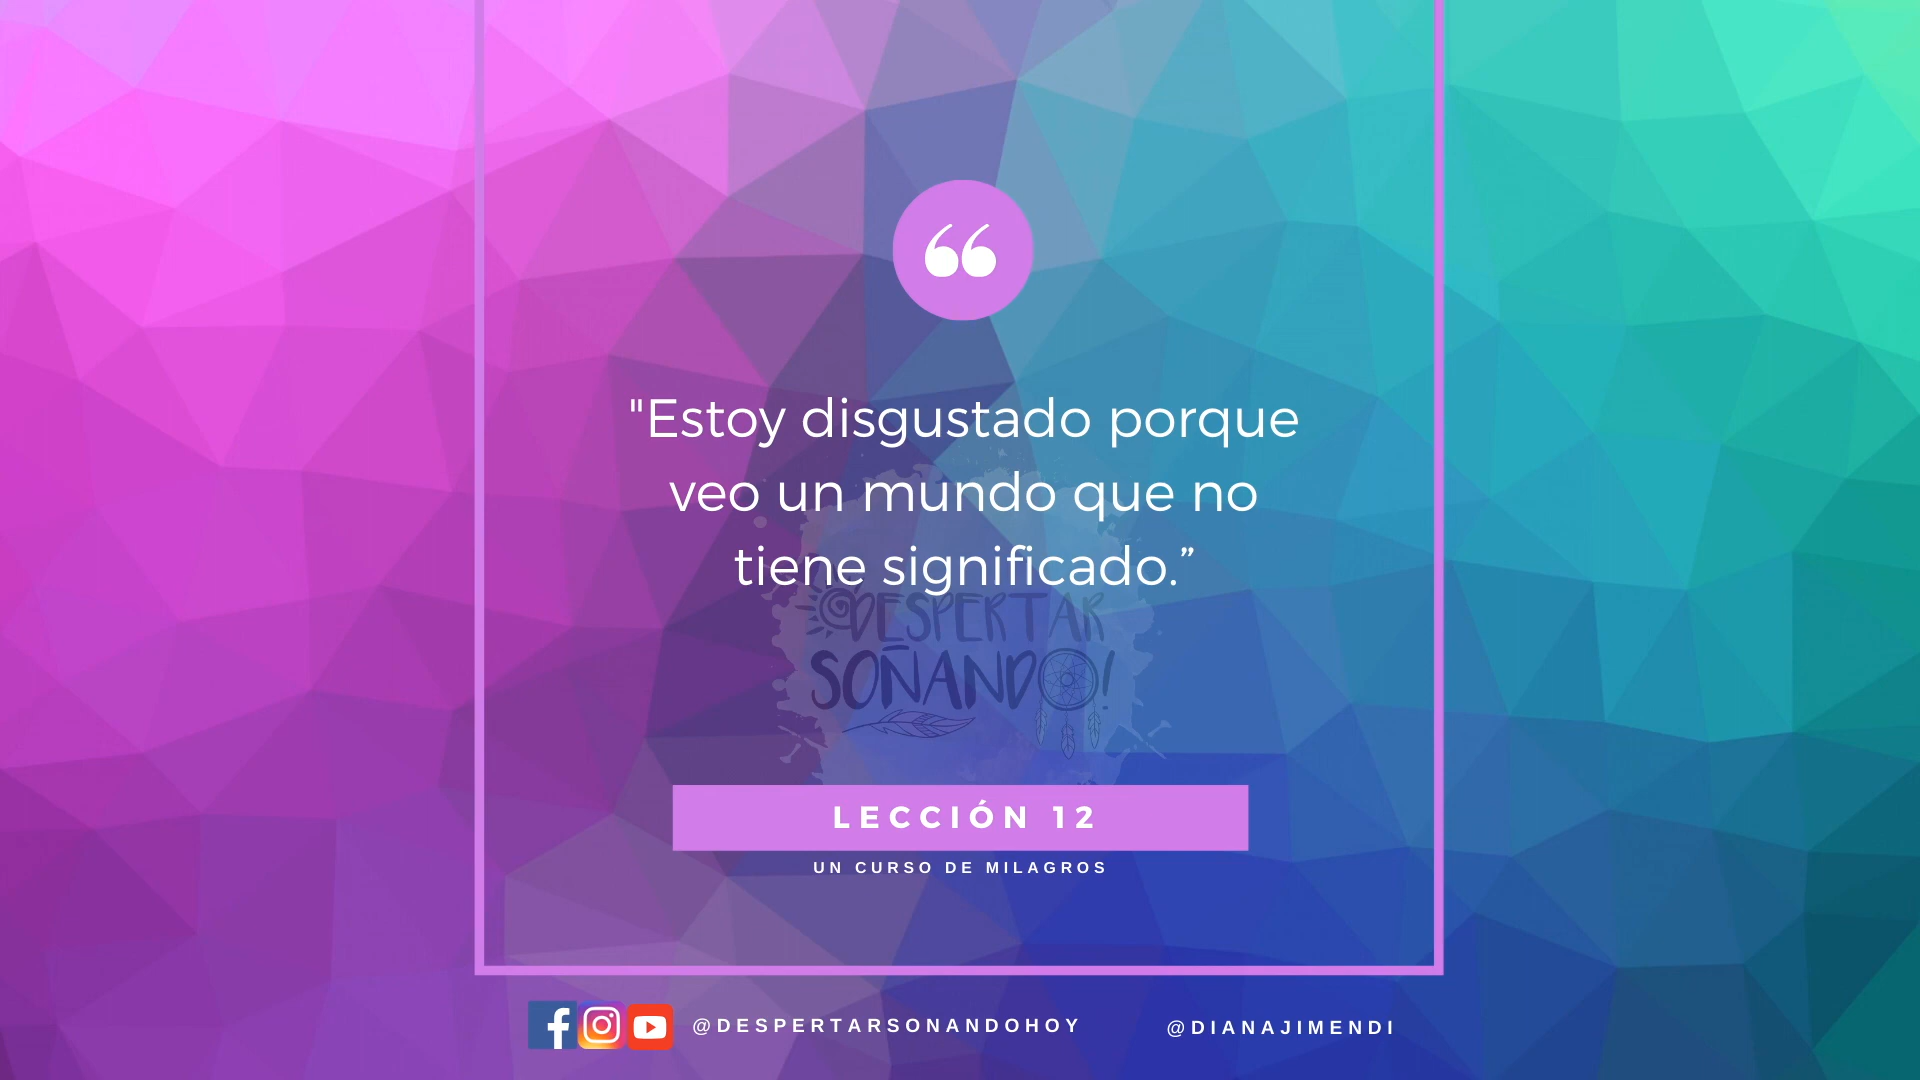 "Estoy disgustado porque
veo un mundo que no
tiene significado.”
DESPERTAR
SOÑANDO!
LECCIÓN 12
UN CURSO DE MILAGROS
@DESPERTARSONANDOHOY
@DIANAJIMENDI